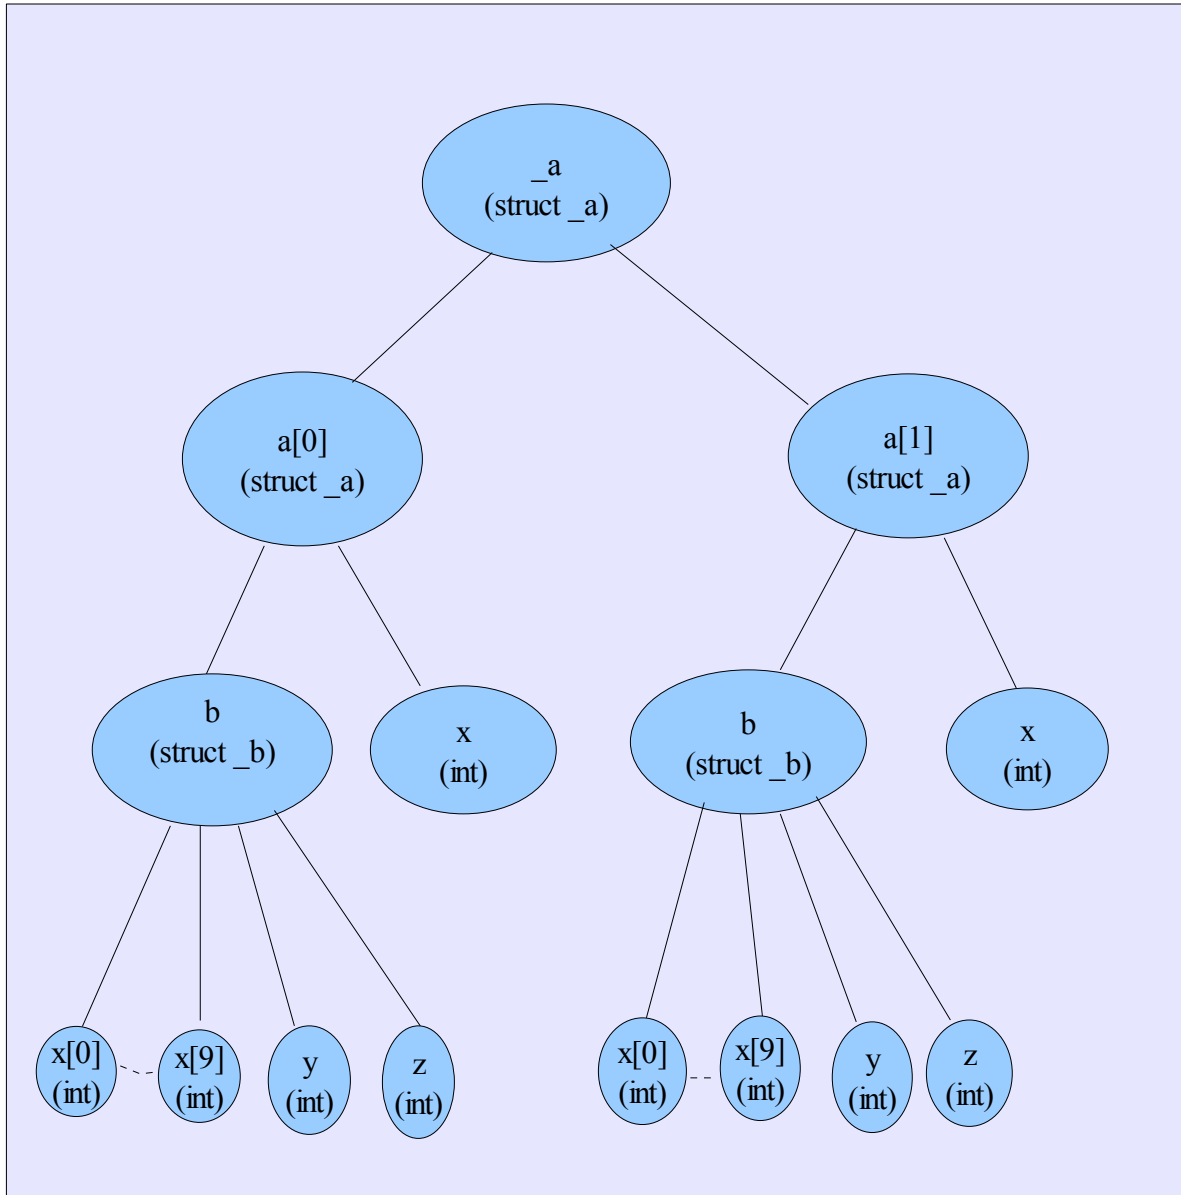 _a
(struct _a)
a[0]
(struct _a)
a[1]
(struct _a)
b
(struct _b)
x
(int)
b
(struct _b)
x
(int)
x[0]
(int)
x[9]
(int)
y
(int)
z
(int)
x[0]
(int)
x[9]
(int)
y
(int)
z
(int)